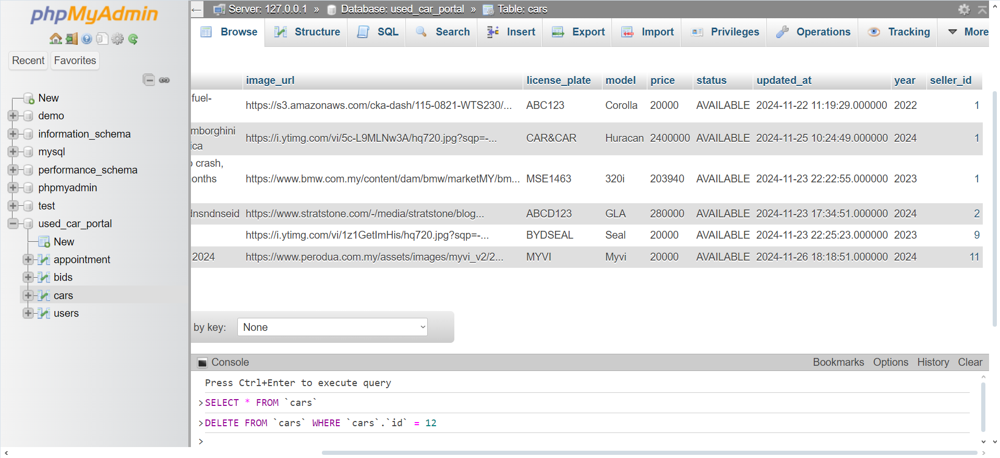 phpMyAdmin
Recent Favorites
New
demo
information_schema
mysql
performance_schema
phpmyadmin
test
used_car_portal
New
appointment
bids
cars
users
Server: 127.0.0.1 » Database: used_car_portal » Table: cars
Browse Structure SQL Search Insert Export Import Privileges Operations Tracking More
image_url license_plate model price status updated_at year seller_id
fuel-
https://s3.amazonaws.com/cka-dash/115-0821-WTS230/... ABC123 Corolla 20000 AVAILABLE 2024-11-22 11:19:29.000000 2022 1
mborghini
ica
https://i.ytimg.com/vi/5c-L9MLNw3A/hq720.jpg?sqp=-... CAR&CAR Huracan 2400000 AVAILABLE 2024-11-25 10:24:49.000000 2024 1
crash,
onths https://www.bmw.com.my/content/dam/bmw/marketMY/bm... MSE1463 320i 203940 AVAILABLE 2024-11-23 22:22:55.000000 2023 1
dnsndnseid https://www.stratstone.com/-/media/stratstone/blog... ABCD123 GLA 280000 AVAILABLE 2024-11-23 17:34:51.000000 2024 2
https://i.ytimg.com/vi/1z1GetImHis/hq720.jpg?sqp=-... BYDSEAL Seal 20000 AVAILABLE 2024-11-23 22:25:23.000000 2023 9
2024 https://www.perodua.com.my/assets/images/myvi_v2/2... MYVI Myvi 20000 AVAILABLE 2024-11-26 18:18:51.000000 2024 11
by key: None
Console Bookmarks Options History Clear
Press Ctrl+Enter to execute query
>SELECT * FROM `cars`
>DELETE FROM `cars` WHERE `cars`.`id` = 12
>